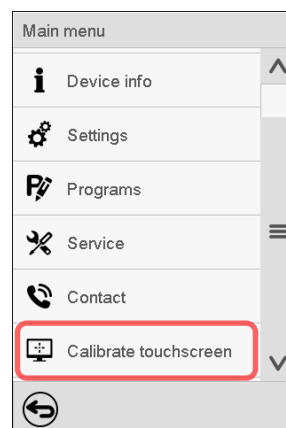 Main menu
Device info
Settings
Programs
Service
Contact
Calibrate touchscreen